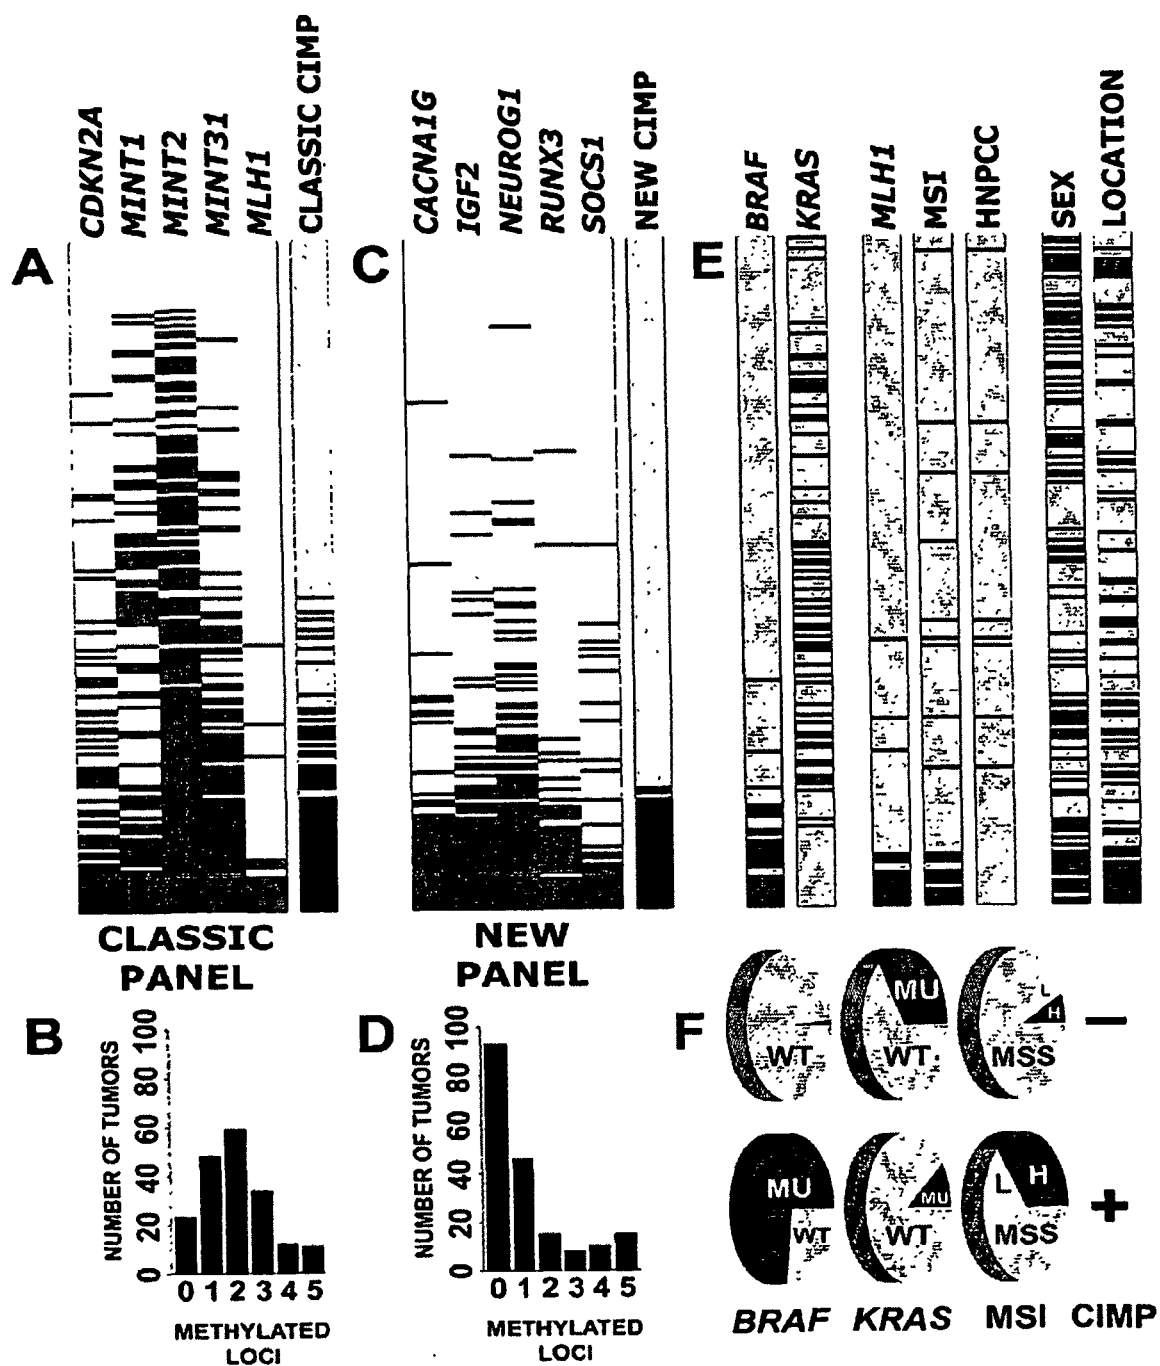 A
CDKN2A
MINT1
MINT2
MINT31
MLH1
CLASSIC CIMP
CLASSIC
PANEL
C
CACNA1G
IGF2
NEUROG1
RUNX3
SOCS1
NEW CIMP
NEW
PANEL
E
BRAF
KRAS
MLH1
MSI
HNPCC
SEX
LOCATION
B
NUMBER OF TUMORS
0 20 40 60 80 100
0 1 2 3 4 5
METHYLATED
LOCI
D
NUMBER OF TUMORS
0 20 40 60 80 100
0 1 2 3 4 5
METHYLATED
LOCI
F
WT
MU
WT
L
H
MSS
−
MU
WT
MU
WT
L
H
MSS
+
BRAF KRAS MSI CIMP